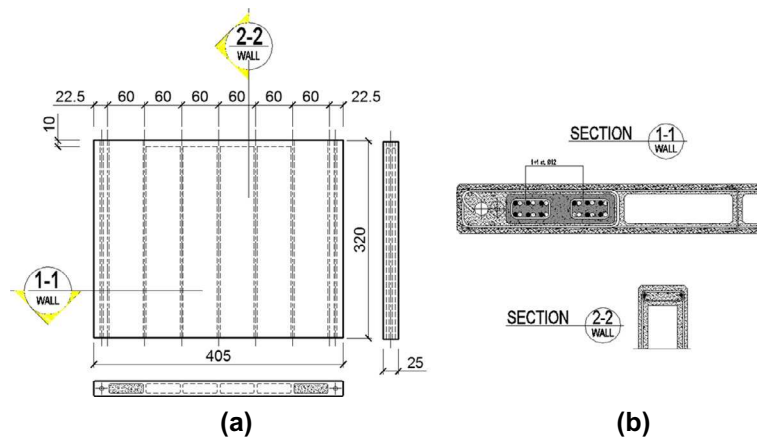 2-2
WALL
22.5 60 60 60 60 60 60 22.5
10
320
1-1
WALL
405
25
(a)
SECTION 1-1
WALL
SECTION 2-2
WALL
(b)